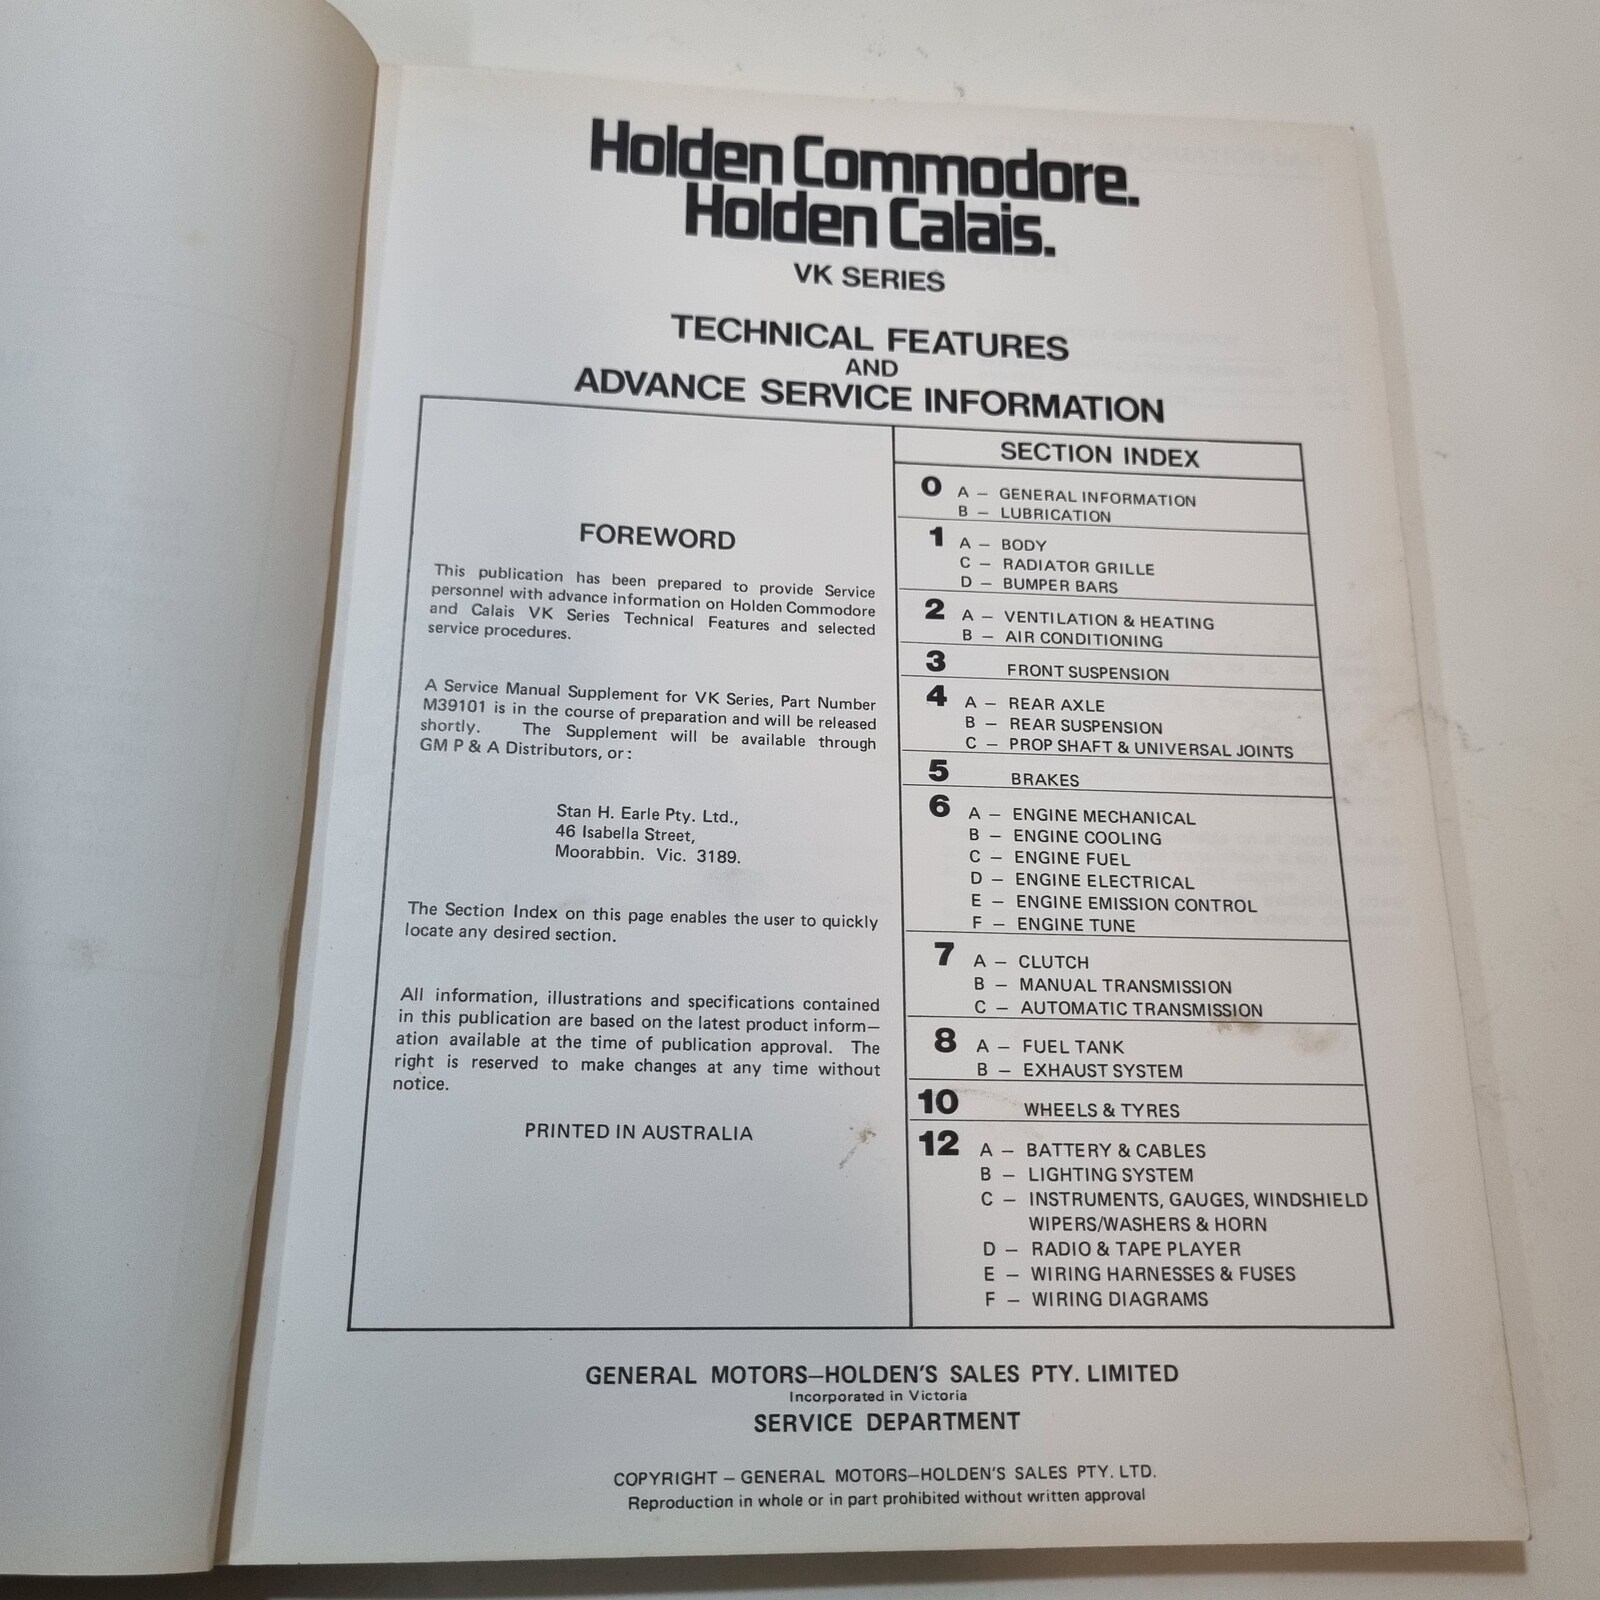 Holden Commodore.
Holden Calais.
VK SERIES
TECHNICAL FEATURES
AND
ADVANCE SERVICE INFORMATION
FOREWORD
This publication has been prepared to provide Service
personnel with advance information on Holden Commodore
and Calais VK Series Technical Features and selected
service procedures.
A Service Manual Supplement for VK Series, Part Number
M39101 is in the course of preparation and will be released
shortly. The Supplement will be available through
GM P & A Distributors, or:
Stan H. Earle Pty. Ltd.,
46 Isabella Street,
Moorabbin. Vic. 3189.
The Section Index on this page enables the user to quickly
locate any desired section.
All information, illustrations and specifications contained
in this publication are based on the latest product inform—
ation available at the time of publication approval. The
right is reserved to make changes at any time without
notice.
PRINTED IN AUSTRALIA
SECTION INDEX
0 A — GENERAL INFORMATION
B — LUBRICATION
1 A — BODY
C — RADIATOR GRILLE
D — BUMPER BARS
2 A — VENTILATION & HEATING
B — AIR CONDITIONING
3 FRONT SUSPENSION
4 A — REAR AXLE
B — REAR SUSPENSION
C — PROP SHAFT & UNIVERSAL JOINTS
5 BRAKES
6 A — ENGINE MECHANICAL
B — ENGINE COOLING
C — ENGINE FUEL
D — ENGINE ELECTRICAL
E — ENGINE EMISSION CONTROL
F — ENGINE TUNE
7 A — CLUTCH
B — MANUAL TRANSMISSION
C — AUTOMATIC TRANSMISSION
8 A — FUEL TANK
B — EXHAUST SYSTEM
10 WHEELS & TYRES
12 A — BATTERY & CABLES
B — LIGHTING SYSTEM
C — INSTRUMENTS, GAUGES, WINDSHIELD
WIPERS/WASHERS & HORN
D — RADIO & TAPE PLAYER
E — WIRING HARNESSES & FUSES
F — WIRING DIAGRAMS
GENERAL MOTORS—HOLDEN'S SALES PTY. LIMITED
Incorporated in Victoria
SERVICE DEPARTMENT
COPYRIGHT — GENERAL MOTORS—HOLDEN'S SALES PTY. LTD.
Reproduction in whole or in part prohibited without written approval